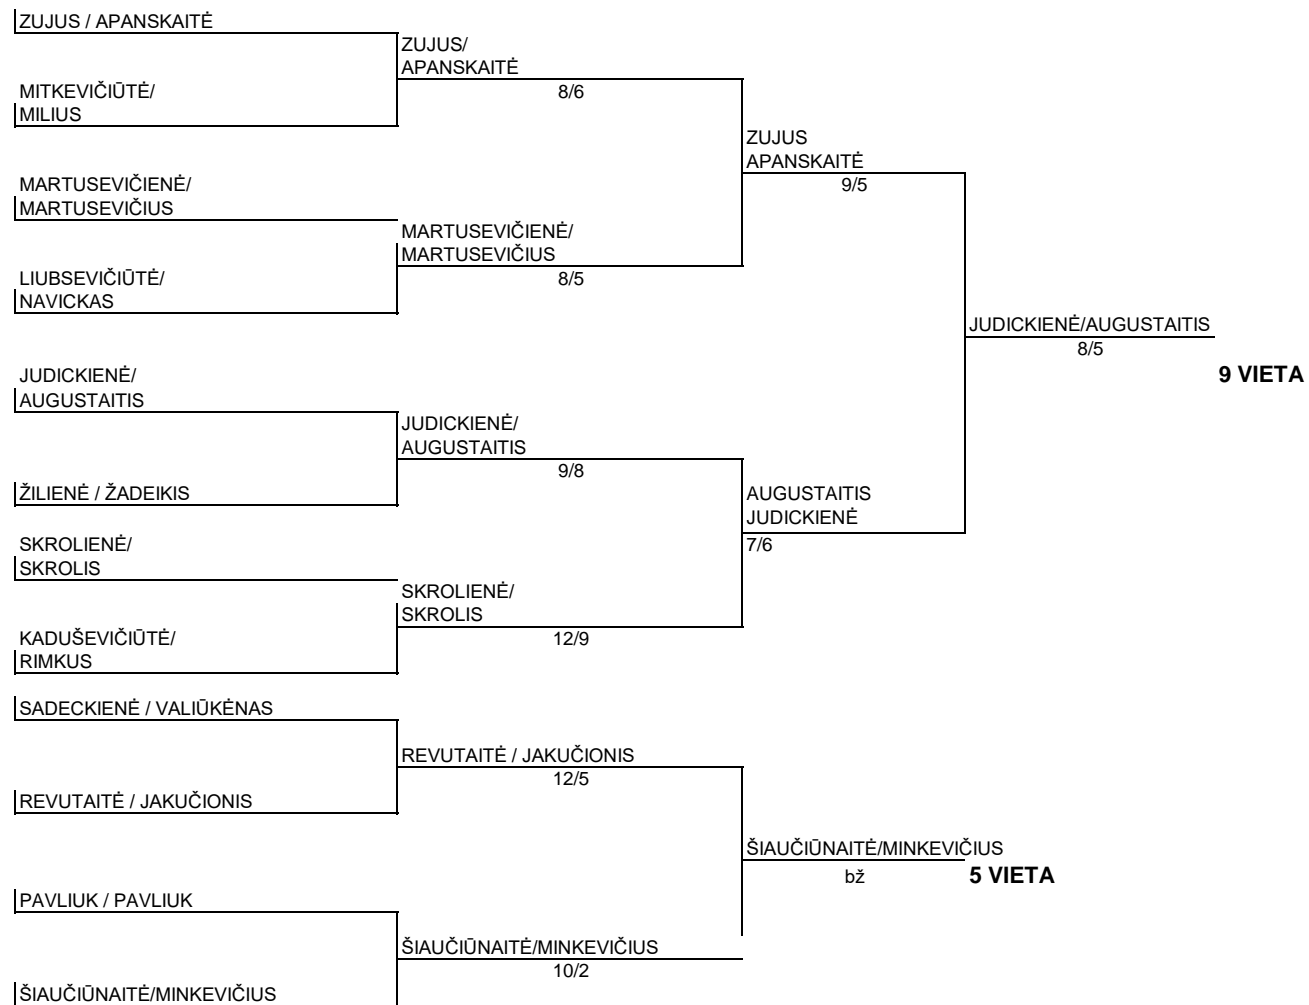 ZUJUS / APANSKAITĖ
ZUJUS/
APANSKAITĖ
MITKEVIČIŪTĖ/
8/6
MILIUS
ZUJUS
APANSKAITĖ
MARTUSEVIČIENĖ/
9/5
MARTUSEVIČIUS
MARTUSEVIČIENĖ/
MARTUSEVIČIUS
LIUBSEVIČIŪTĖ/
8/5
NAVICKAS
JUDICKIENĖ/AUGUSTAITIS
8/5
JUDICKIENĖ/
9 VIETA
AUGUSTAITIS
JUDICKIENĖ/
AUGUSTAITIS
9/8
ŽILIENĖ / ŽADEIKIS
AUGUSTAITIS
JUDICKIENĖ
SKROLIENĖ/
7/6
SKROLIS
SKROLIENĖ/
SKROLIS
KADUŠEVIČIŪTĖ/
12/9
RIMKUS
SADECKIENĖ / VALIŪKĖNAS
REVUTAITĖ / JAKUČIONIS
12/5
REVUTAITĖ / JAKUČIONIS
ŠIAUČIŪNAITĖ/MINKEVIČIUS
bž
5 VIETA
PAVLIUK / PAVLIUK
ŠIAUČIŪNAITĖ/MINKEVIČIUS
10/2
ŠIAUČIŪNAITĖ/MINKEVIČIUS